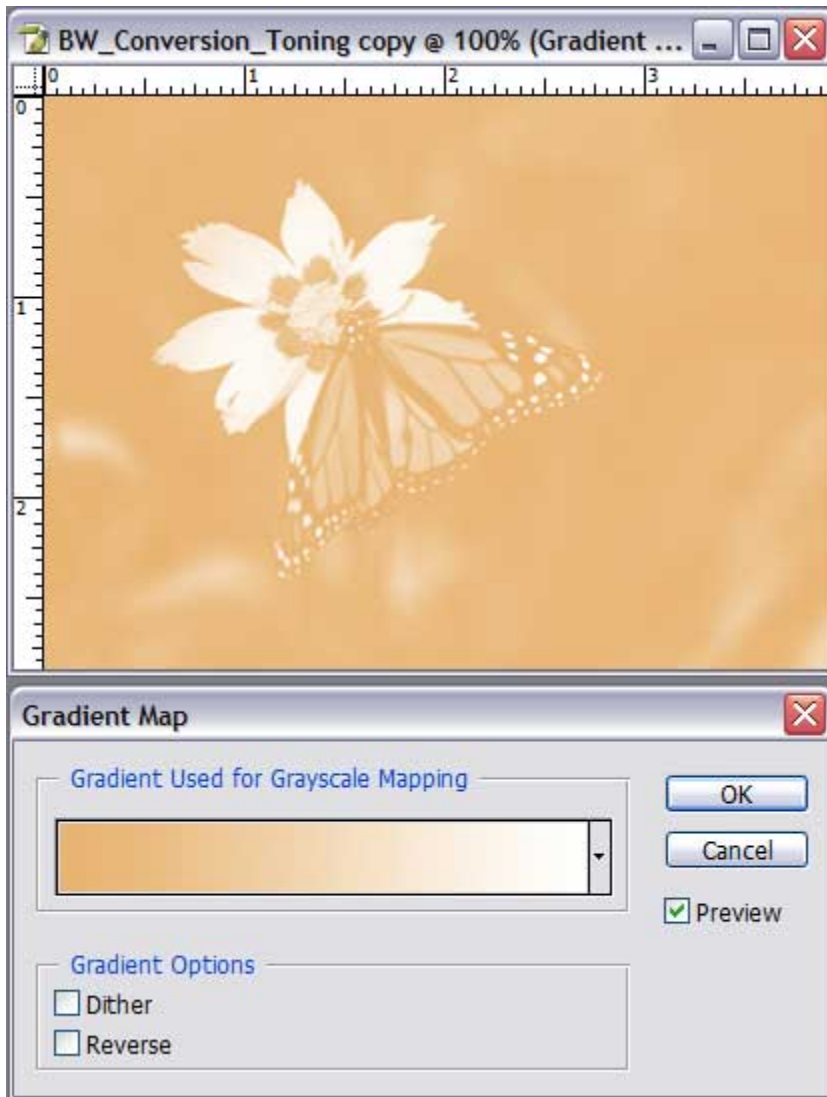 BW_Conversion_Toning copy @ 100% (Gradient ...
0 1 2 3
0
1
2
Gradient Map
Gradient Used for Grayscale Mapping
OK
Cancel
Preview
Gradient Options
Dither
Reverse